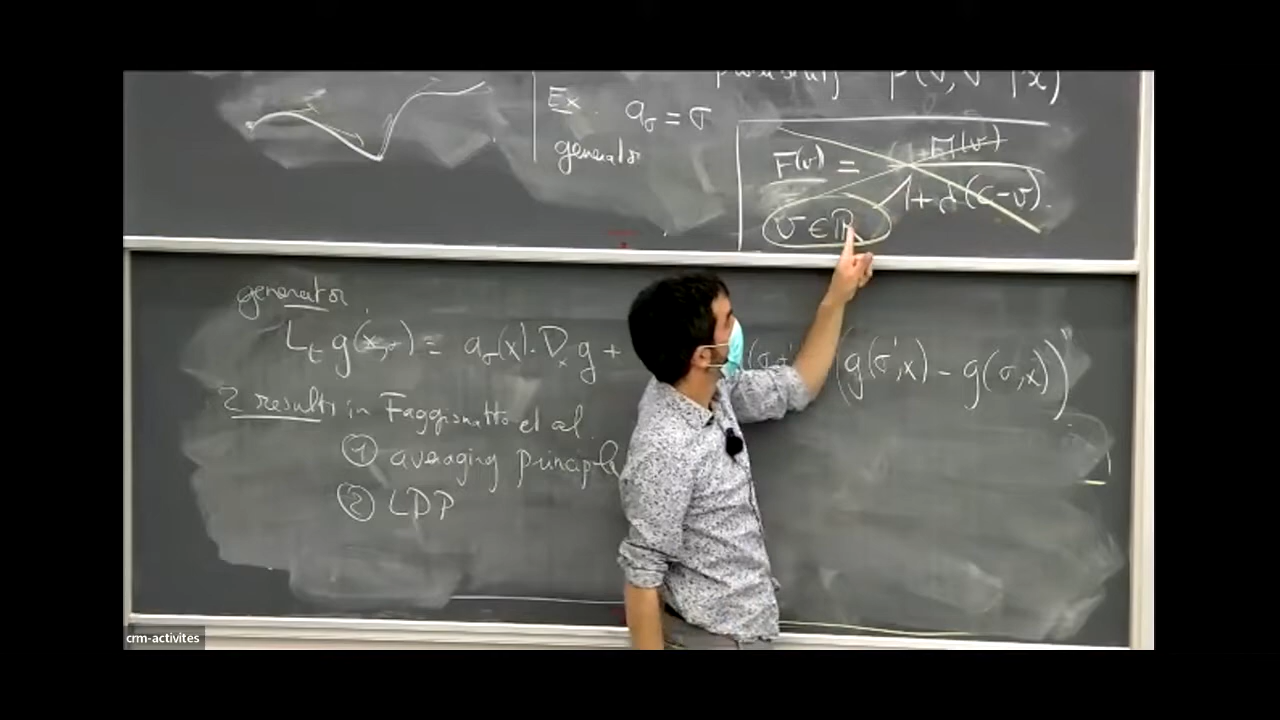 Ex. a_σ = σ
generator
F(v) =
1 + d(c-v).
v ∈ R
generator
L_t g(x,σ) = a_σ(x)·D_x g +
(g(σ',x) - g(σ,x))
2 results in Faggionatto et al.
① averaging principle
② LDP
crm-activites